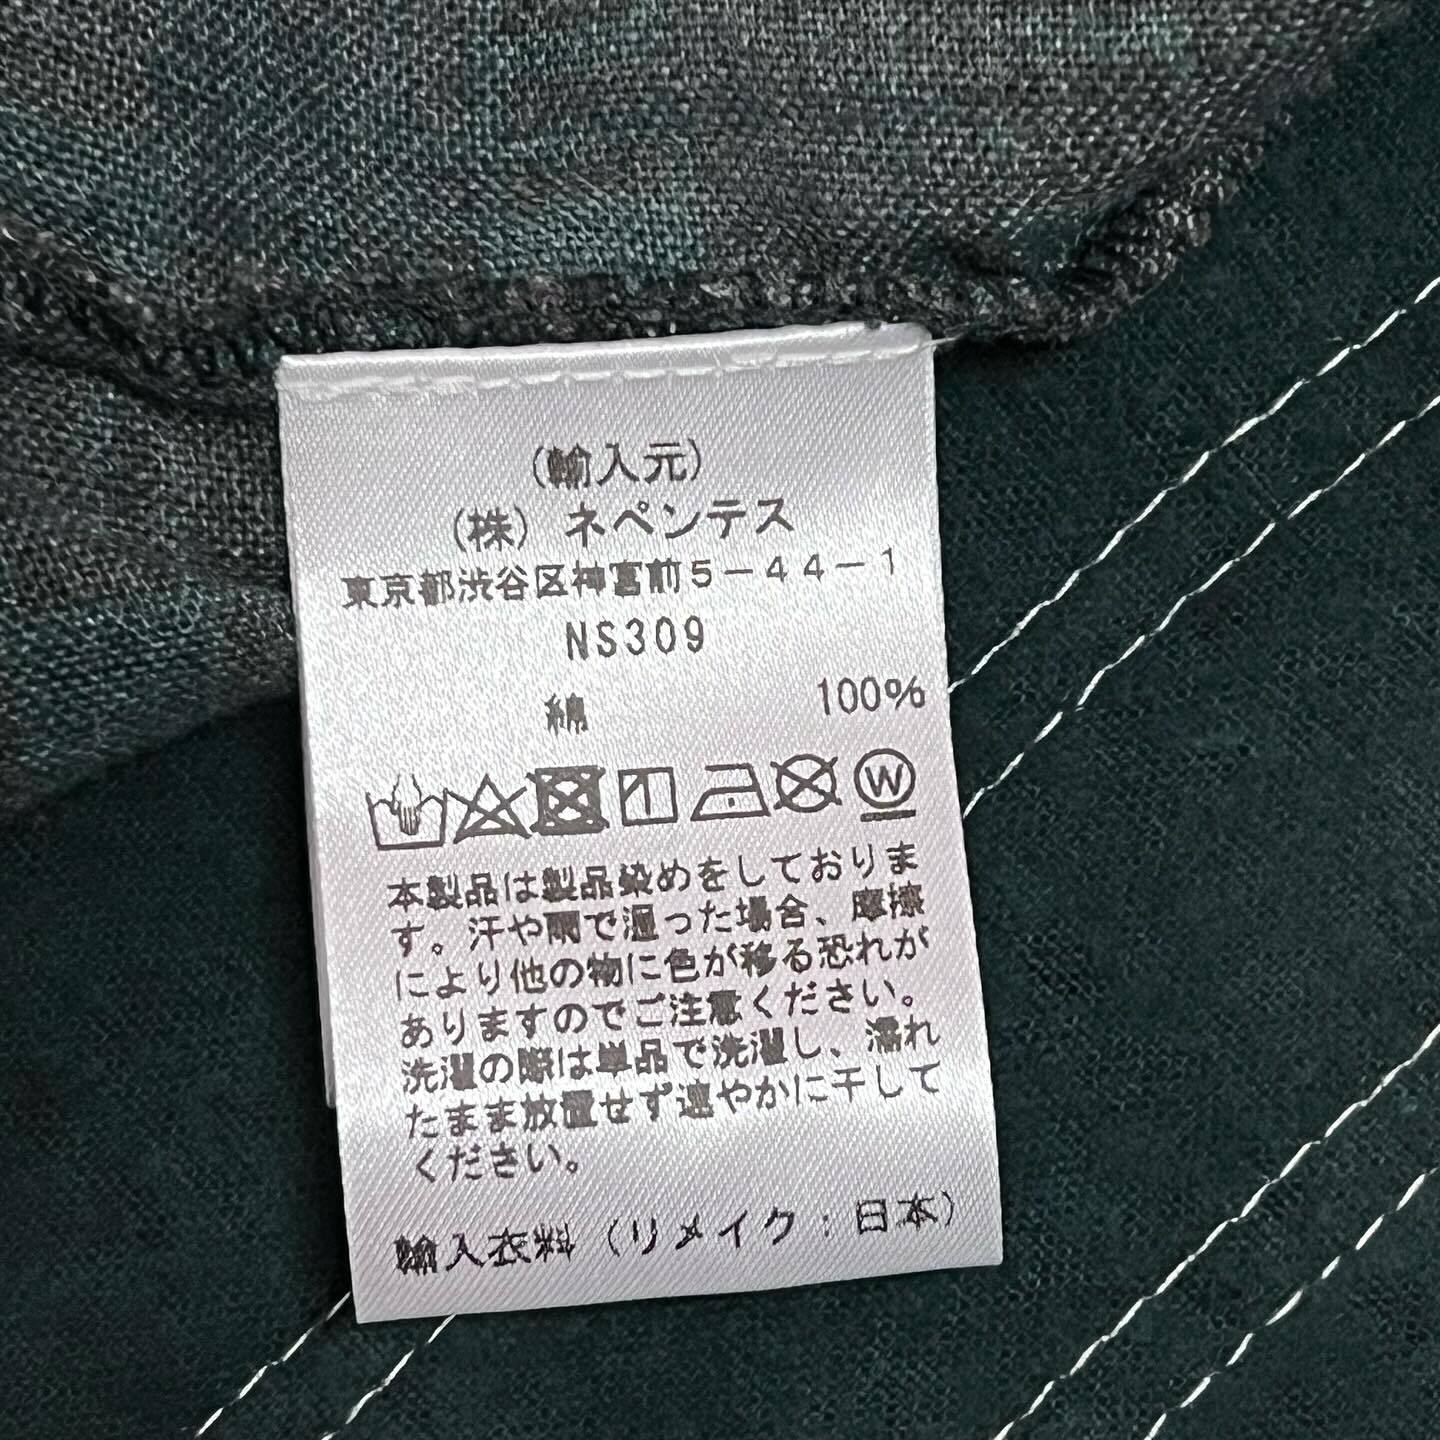 (輸入元)
(株) ネペンテス
東京都渋谷区神宮前5-44-1
NS309
綿 100%
W
本製品は製品染めをしておりま
す。汗や雨で湿った場合、摩擦
により他の物に色が移る恐れが
ありますのでご注意ください。
洗濯の際は単品で洗濯し、濡れ
たまま放置せず速やかに干して
ください。
輸入衣料 (リメイク:日本)